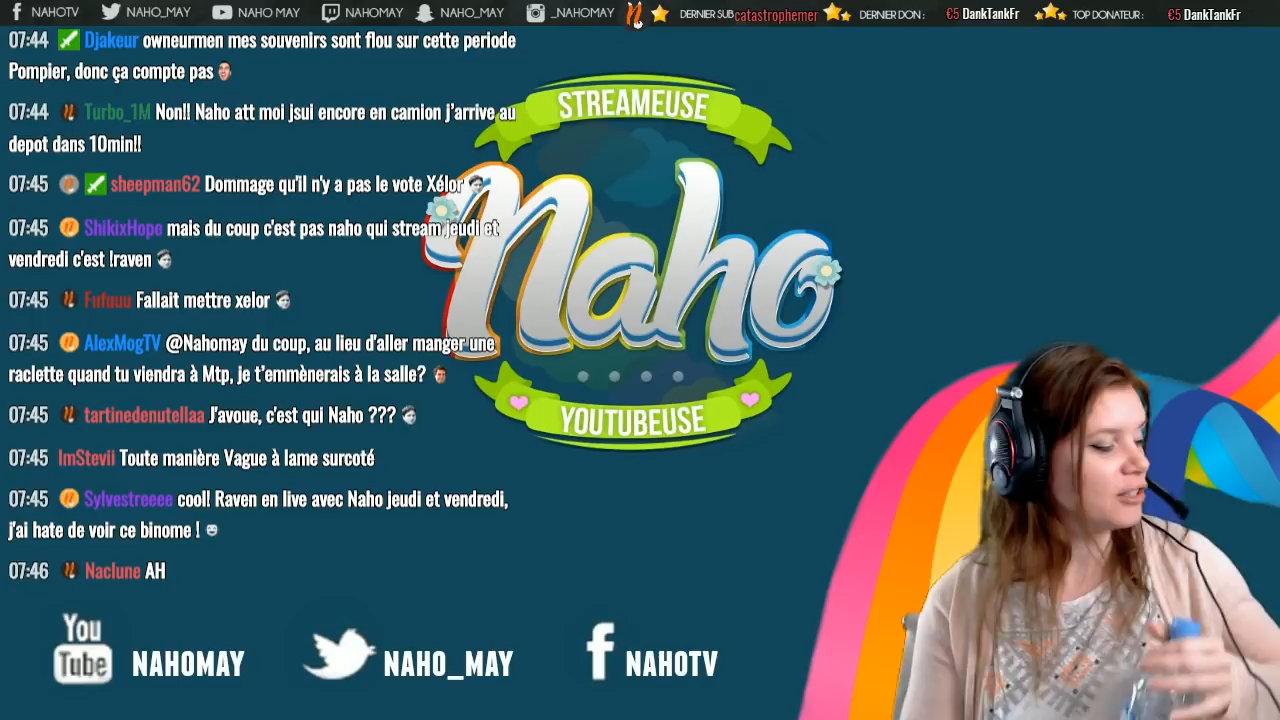 NAHOTV NAHO_MAY NAHO MAY NAHOMAY NAHO_MAY _NAHOMAY DERNIER SUB catastrophemer DERNIER DON : €5 DankTankFr TOP DONATEUR : €5 DankTankFr
07:44 Djakeur owneurmen mes souvenirs sont flou sur cette periode
Pompier, donc ça compte pas
07:44 Turbo_1M Non!! Naho att moi jsui encore en camion j'arrive au
depot dans 10min!!
07:45 sheepman62 Dommage qu'il n'y a pas le vote Xélor
07:45 ShikixHope mais du coup c'est pas naho qui stream jeudi et
vendredi c'est !raven
07:45 Fufuuu Fallait mettre xelor
07:45 AlexMogTV @Nahomay du coup, au lieu d'aller manger une
raclette quand tu viendra à Mtp, je t'emmènerais à la salle?
07:45 tartinedenutellaa J'avoue, c'est qui Naho ???
07:45 ImStevii Toute manière Vague à lame surcoté
07:45 Sylvestreeee cool! Raven en live avec Naho jeudi et vendredi,
j'ai hate de voir ce binome !
07:46 Naclune AH
STREAMEUSE
Naho
YOUTUBEUSE
You
Tube
NAHOMAY NAHO_MAY NAHOTV